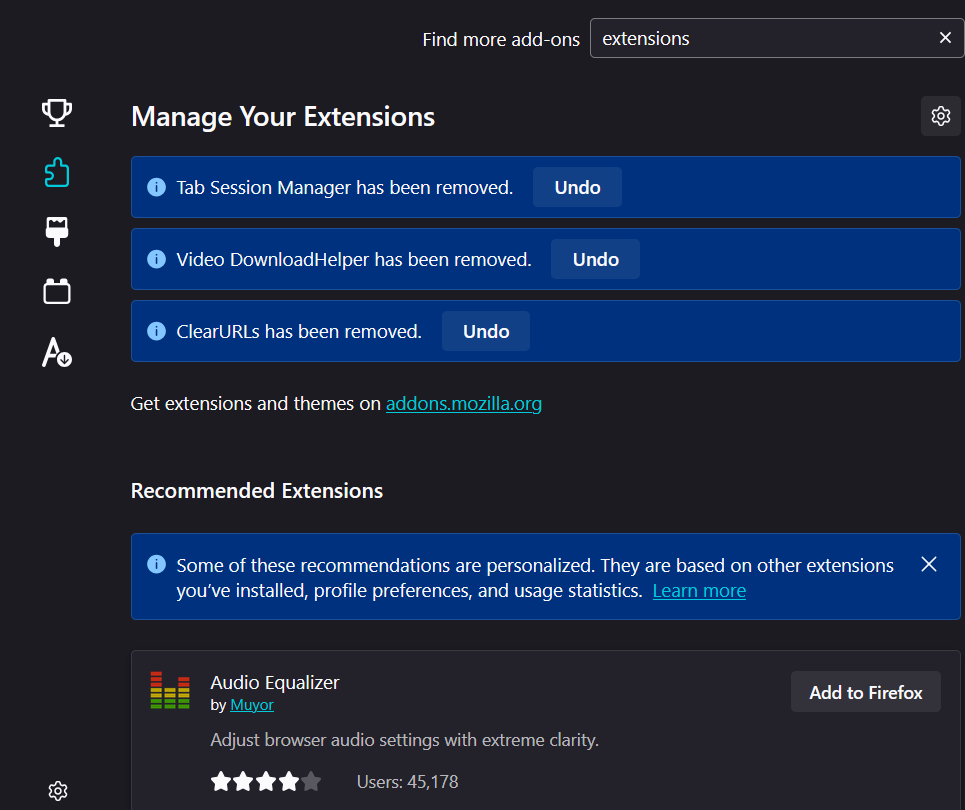 Find more add-ons extensions
Manage Your Extensions
Tab Session Manager has been removed. Undo
Video DownloadHelper has been removed. Undo
ClearURLs has been removed. Undo
Get extensions and themes on addons.mozilla.org
Recommended Extensions
Some of these recommendations are personalized. They are based on other extensions
you’ve installed, profile preferences, and usage statistics. Learn more
Audio Equalizer
by Muyor
Add to Firefox
Adjust browser audio settings with extreme clarity.
Users: 45,178